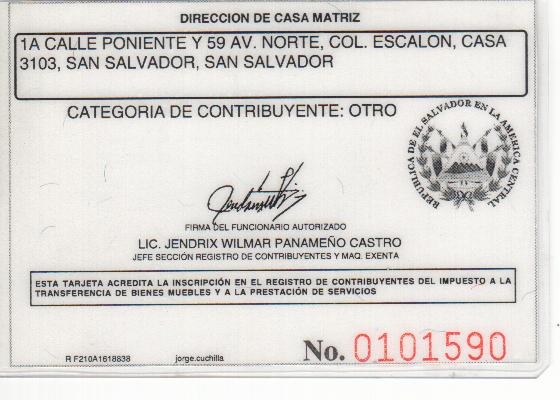 DIRECCION DE CASA MATRIZ
1A CALLE PONIENTE Y 59 AV. NORTE, COL. ESCALON, CASA
3103, SAN SALVADOR, SAN SALVADOR
CATEGORIA DE CONTRIBUYENTE: OTRO
REPUBLICA DE EL SALVADOR EN LA AMERICA CENTRAL
FIRMA DEL FUNCIONARIO AUTORIZADO
LIC. JENDRIX WILMAR PANAMEÑO CASTRO
JEFE SECCIÓN REGISTRO DE CONTRIBUYENTES Y MAQ. EXENTA
ESTA TARJETA ACREDITA LA INSCRIPCIÓN EN EL REGISTRO DE CONTRIBUYENTES DEL IMPUESTO A LA
TRANSFERENCIA DE BIENES MUEBLES Y A LA PRESTACIÓN DE SERVICIOS
No. 0101590
R F210A1618838 jorge.cuchilla